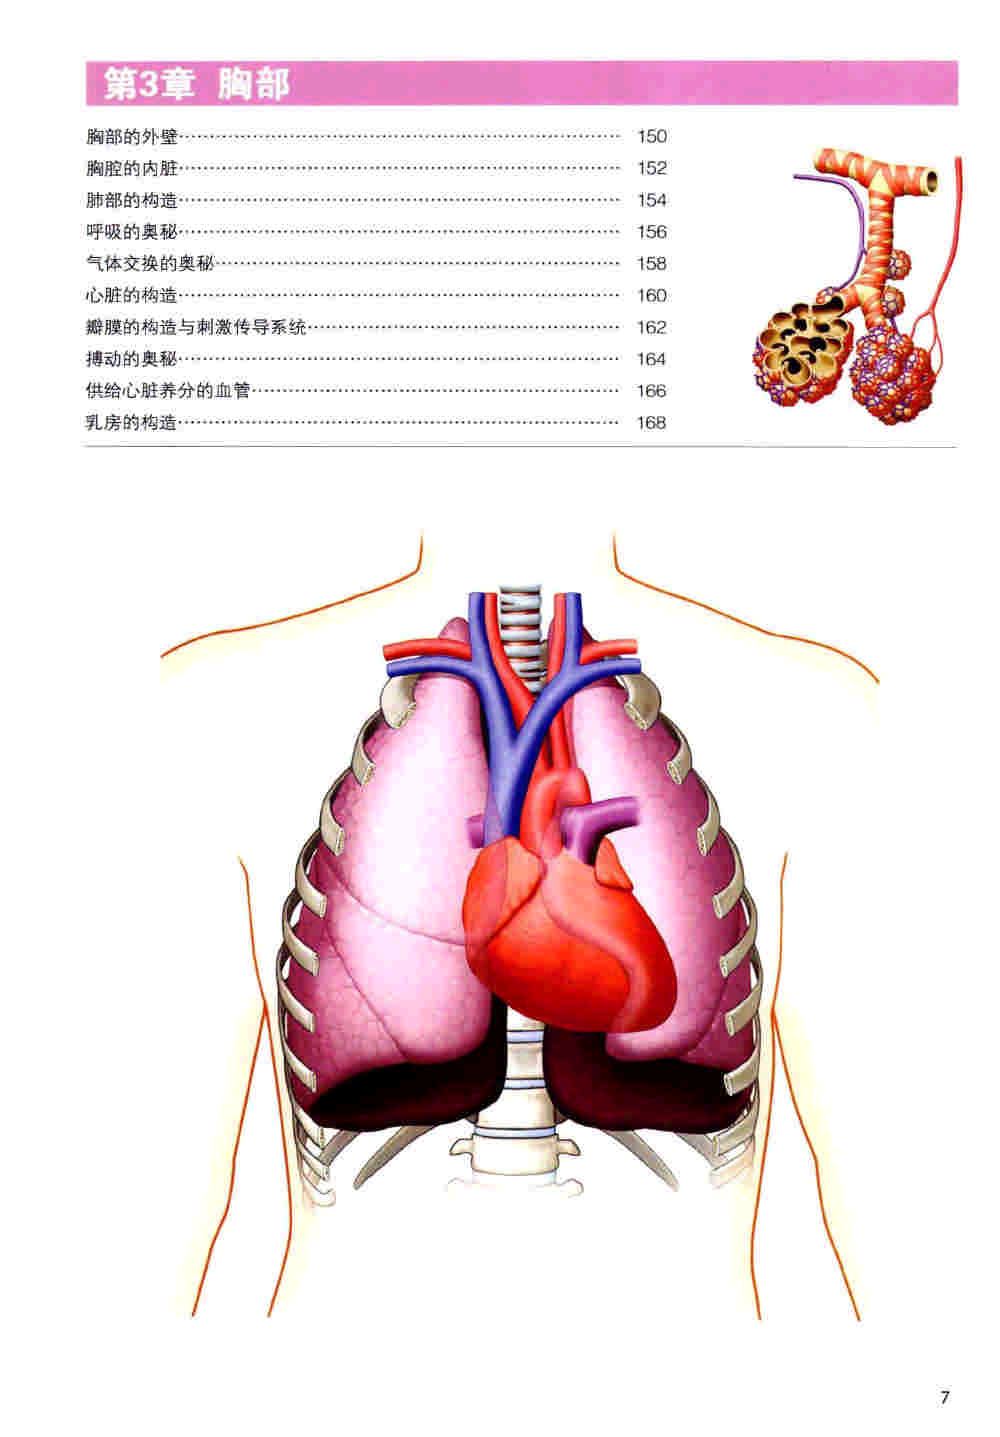 第3章 胸部
胸部的外壁 150
胸腔的内脏 152
肺部的构造 154
呼吸的奥秘 156
气体交换的奥秘 158
心脏的构造 160
瓣膜的构造与刺激传导系统 162
搏动的奥秘 164
供给心脏养分的血管 166
乳房的构造 168
7